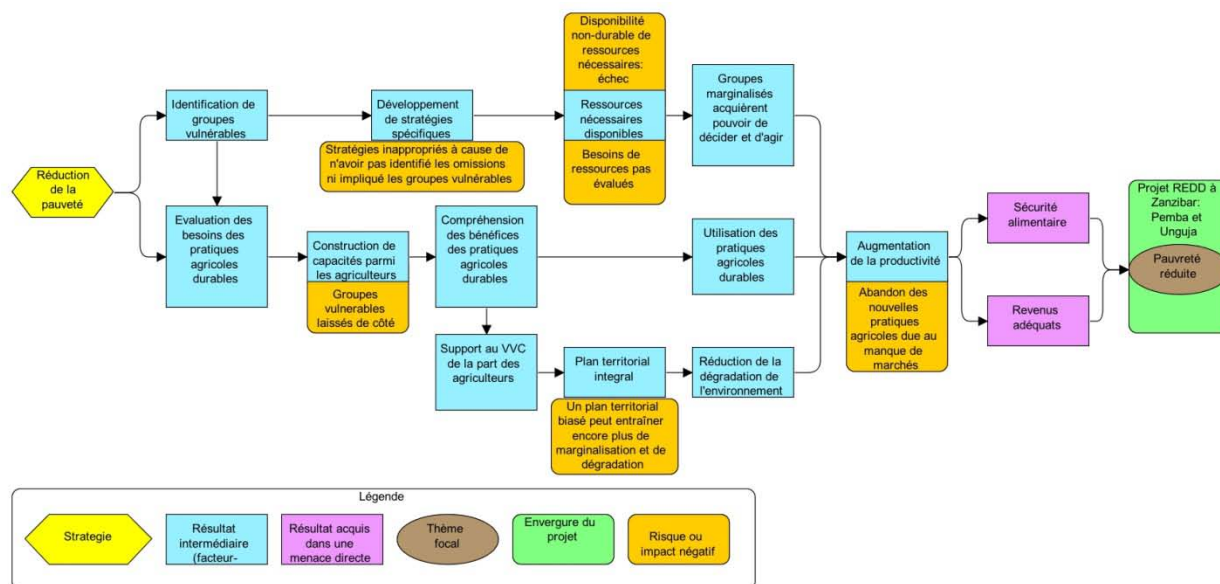 Disponibilité
non-durable de
ressources
nécessaires:
échec
Identification de
groupes
vulnérables
Développement
de stratégies
spécifiques
Ressources
nécessaires
disponibles
Groupes
marginalisés
acquièrent
pouvoir de
décider et d'agir
Stratégies inappropriés à cause de
n'avoir pas identifié les omissions
ni impliqué les groupes vulnérables
Besoins de
ressources pas
évalués
Réduction
de la
pauveté
Evaluation des
besoins des
pratiques
agricoles
durables
Construction de
capacités parmi
les agriculteurs
Groupes
vulnerables
laissés de côté
Compréhension
des bénéfices
des pratiques
agricoles
durables
Utilisation des
pratiques
agricoles
durables
Augmentation
de la productivité
Abandon des
nouvelles
pratiques
agricoles due au
manque de
marchés
Sécurité
alimentaire
Revenus
adéquats
Projet REDD à
Zanzibar:
Pemba et
Unguja
Pauvreté
réduite
Support au VVC
de la part des
agriculteurs
Plan territorial
integral
Réduction de la
dégradation de
l'environnement
Un plan territorial
biasé peut entraîner
encore plus de
marginalisation et de
dégradation
Légende
Strategie
Résultat
intermédiaire
(facteur-
Résultat acquis
dans une
menace directe
Thème
focal
Envergure du
projet
Risque ou
impact négatif